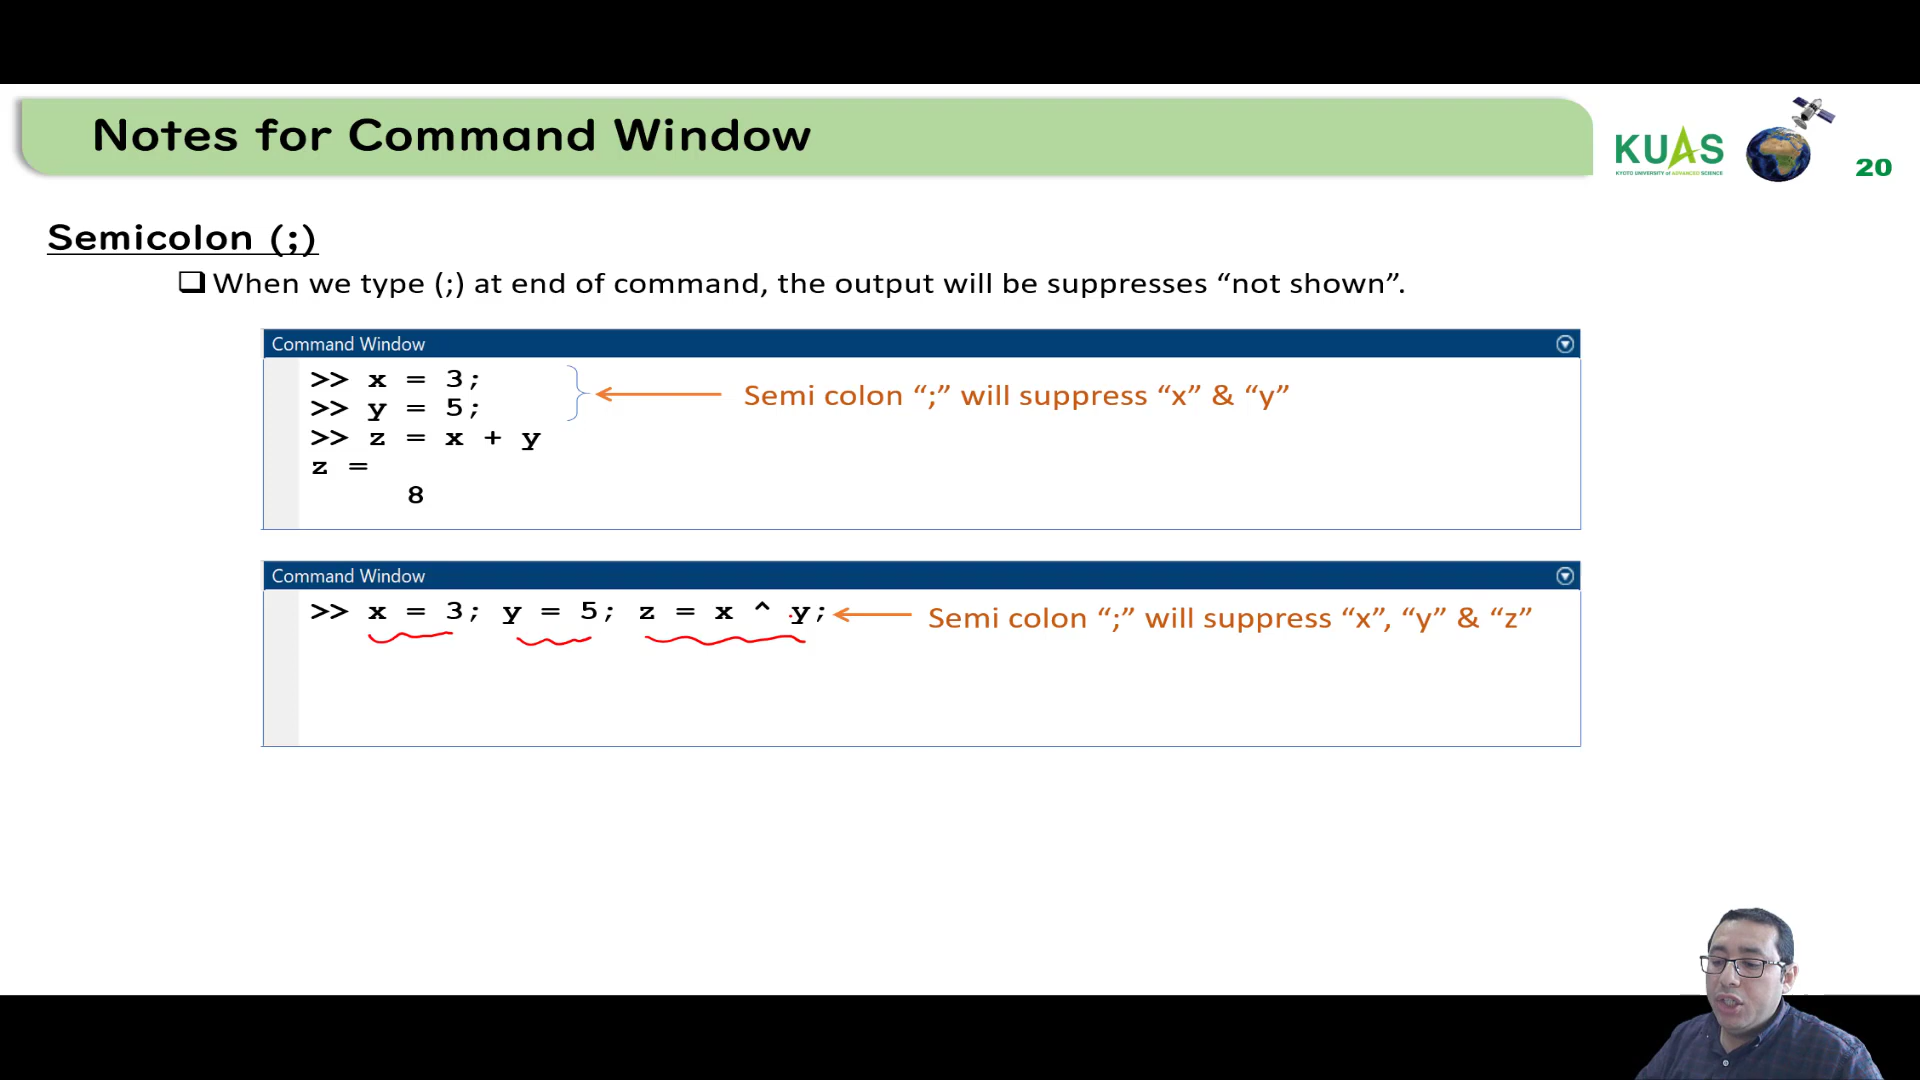 Notes for Command Window
KUAS
KYOTO UNIVERSITY of ADVANCED SCIENCE
20
Semicolon (;)
When we type (;) at end of command, the output will be suppresses “not shown”.
Command Window
>> x = 3;
>> y = 5;
Semi colon “;” will suppress “x” & “y”
>> z = x + y
z =
8
Command Window
>> x = 3; y = 5; z = x ^ y;
Semi colon “;” will suppress “x”, “y” & “z”